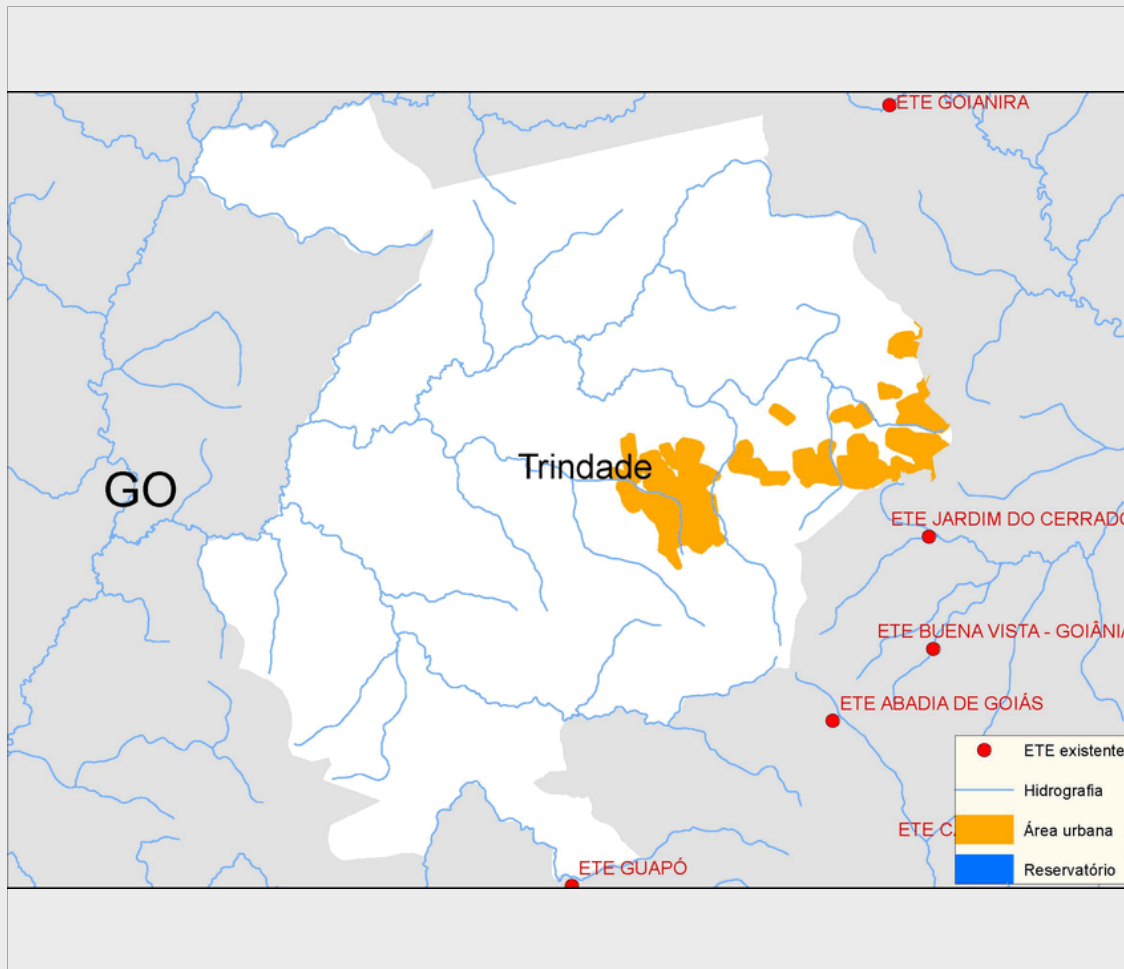 ETE GOIANIRA
Trindade
GO
ETE JARDIM DO CERRADO
ETE BUENA VISTA - GOIÂNIA
ETE ABADIA DE GOIÁS
ETE existente
Hidrografia
ETE
Área urbana
ETE GUAPÓ
Reservatório